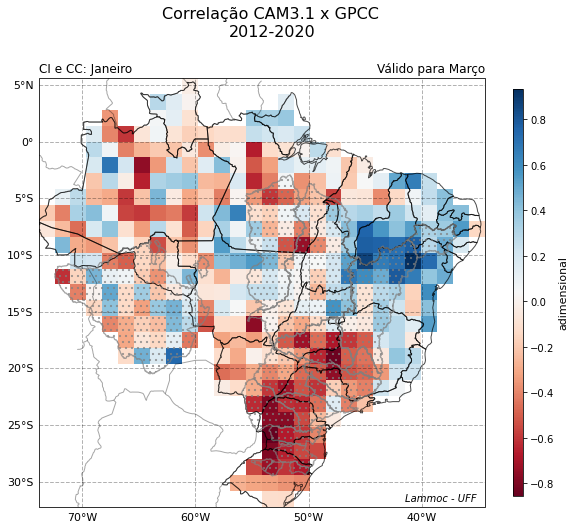 Correlação CAM3.1 x GPCC
2012-2020
CI e CC: Janeiro
Válido para Março
5°N
0°
5°S
10°S
15°S
20°S
25°S
30°S
70°W
60°W
50°W
40°W
Lammoc - UFF
0.8
0.6
0.4
0.2
0.0
−0.2
−0.4
−0.6
−0.8
adimensional